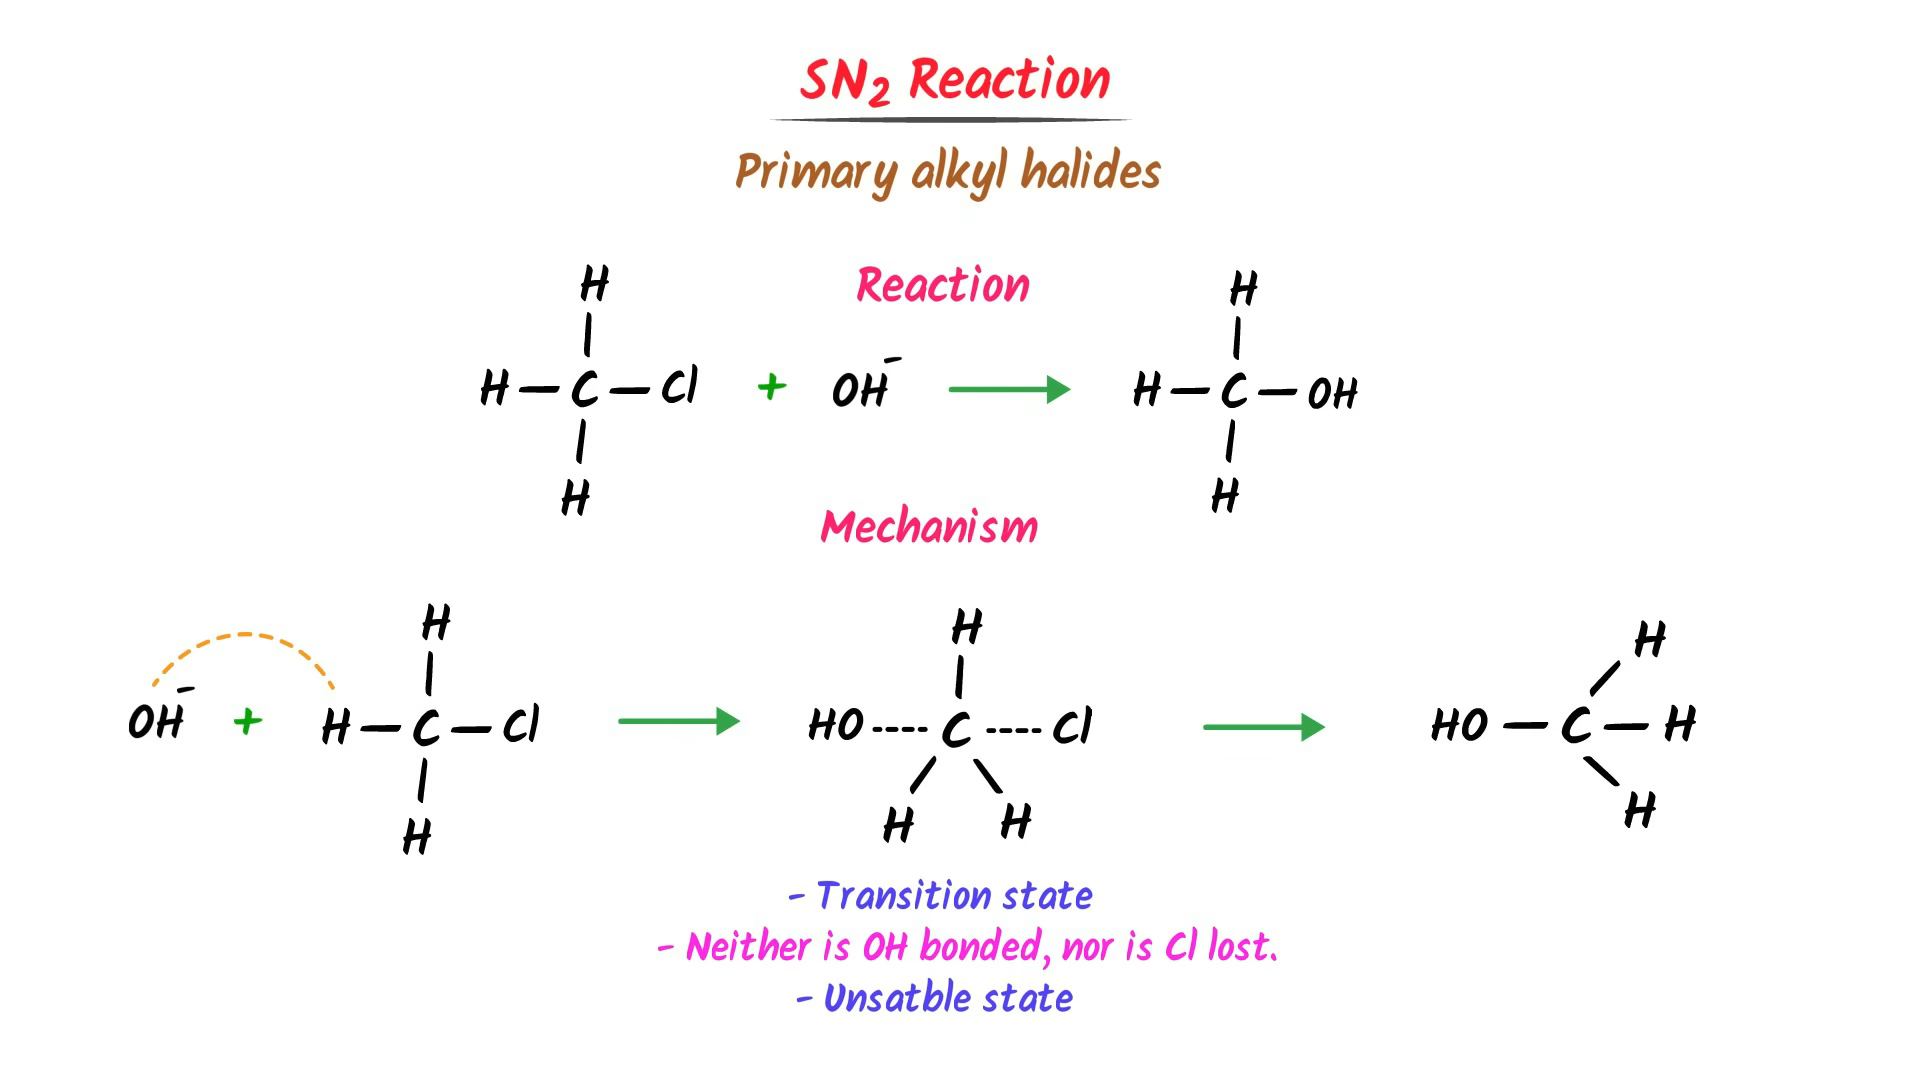 SN₂ Reaction
Primary alkyl halides
Reaction
H
H
H — C — Cl + OH⁻ → H — C — OH
H
H
Mechanism
H
H
H
OH⁻ + H — C — Cl → HO ---- C ---- Cl → HO — C — H
H
H
H
H
- Transition state
- Neither is OH bonded, nor is Cl lost.
- Unsatble state